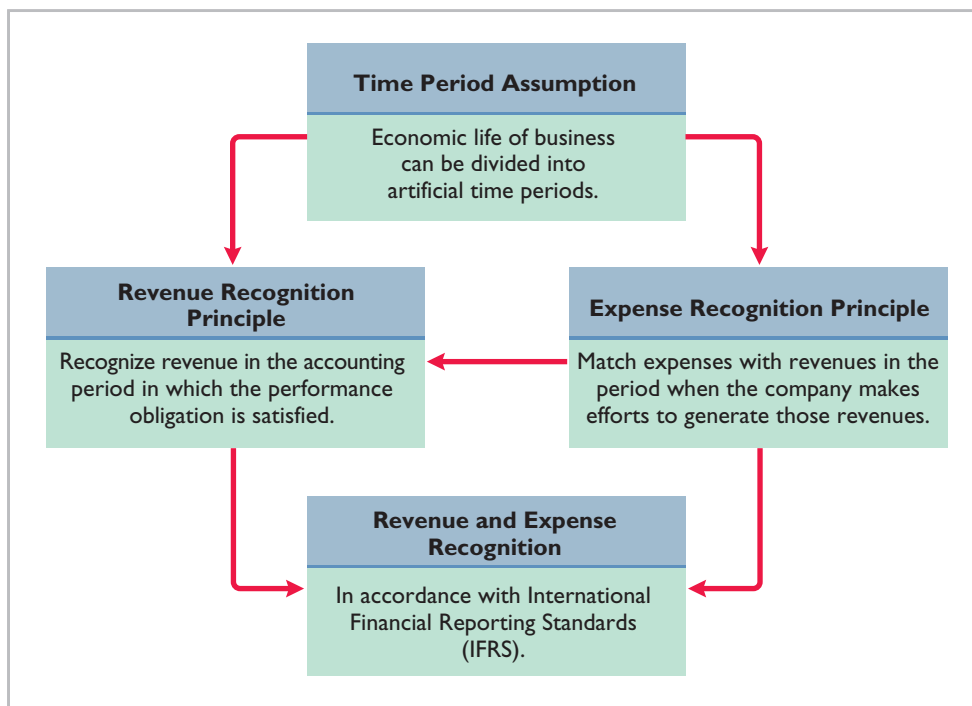 Time Period Assumption
Economic life of business
can be divided into
artificial time periods.
Revenue Recognition
Principle
Recognize revenue in the accounting
period in which the performance
obligation is satisfied.
Expense Recognition Principle
Match expenses with revenues in the
period when the company makes
efforts to generate those revenues.
Revenue and Expense
Recognition
In accordance with International
Financial Reporting Standards
(IFRS).